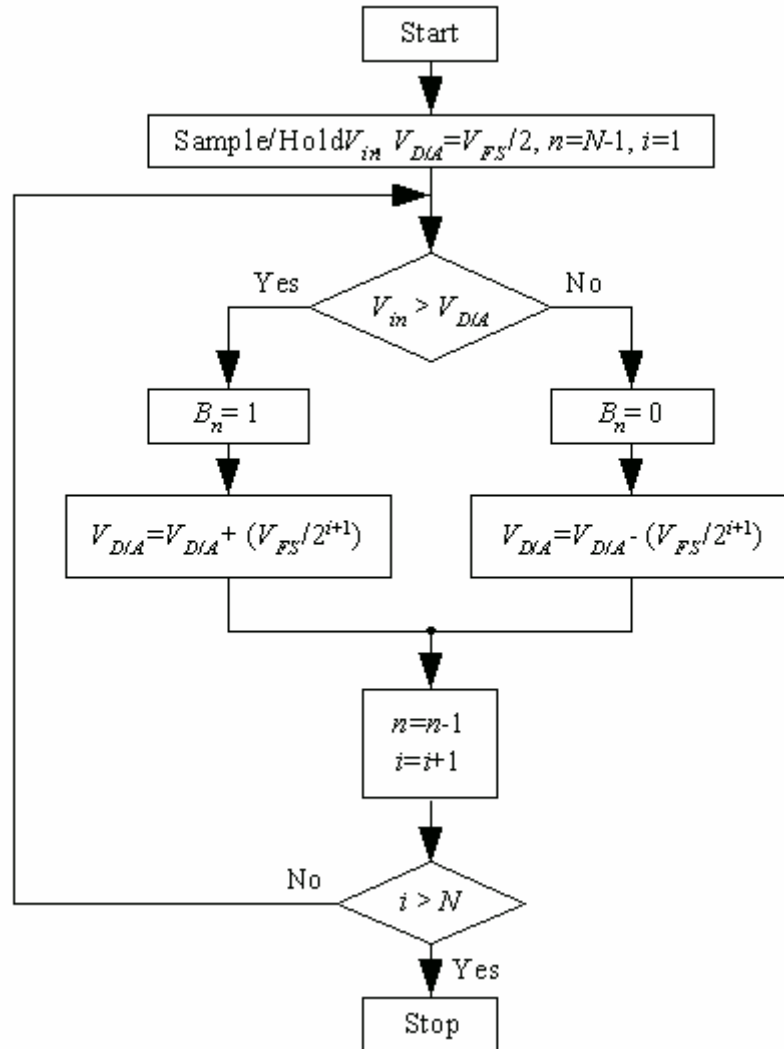 Start
Sample/Hold V_in, V_D/A=V_FS/2, n=N-1, i=1
Yes
No
V_in > V_D/A
B_n= 1
B_n= 0
V_D/A=V_D/A+ (V_FS/2^i+1)
V_D/A=V_D/A- (V_FS/2^i+1)
n=n-1
i=i+1
No
i > N
Yes
Stop